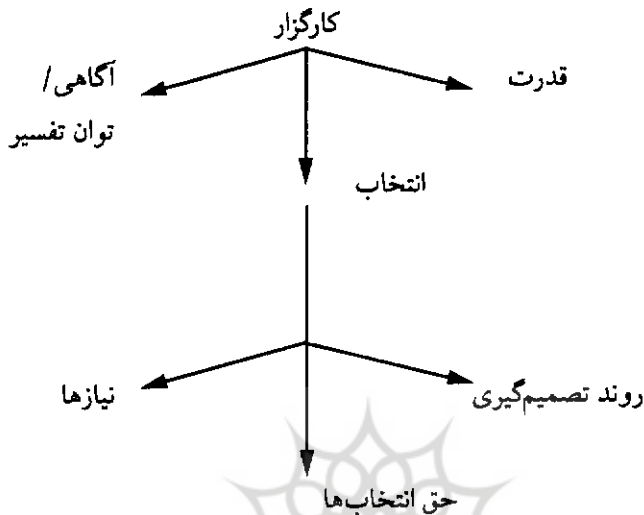 کارگزار
قدرت
آگاهی/
توان تفسیر
انتخاب
روند تصمیم‌گیری
نیازها
حق انتخاب‌ها